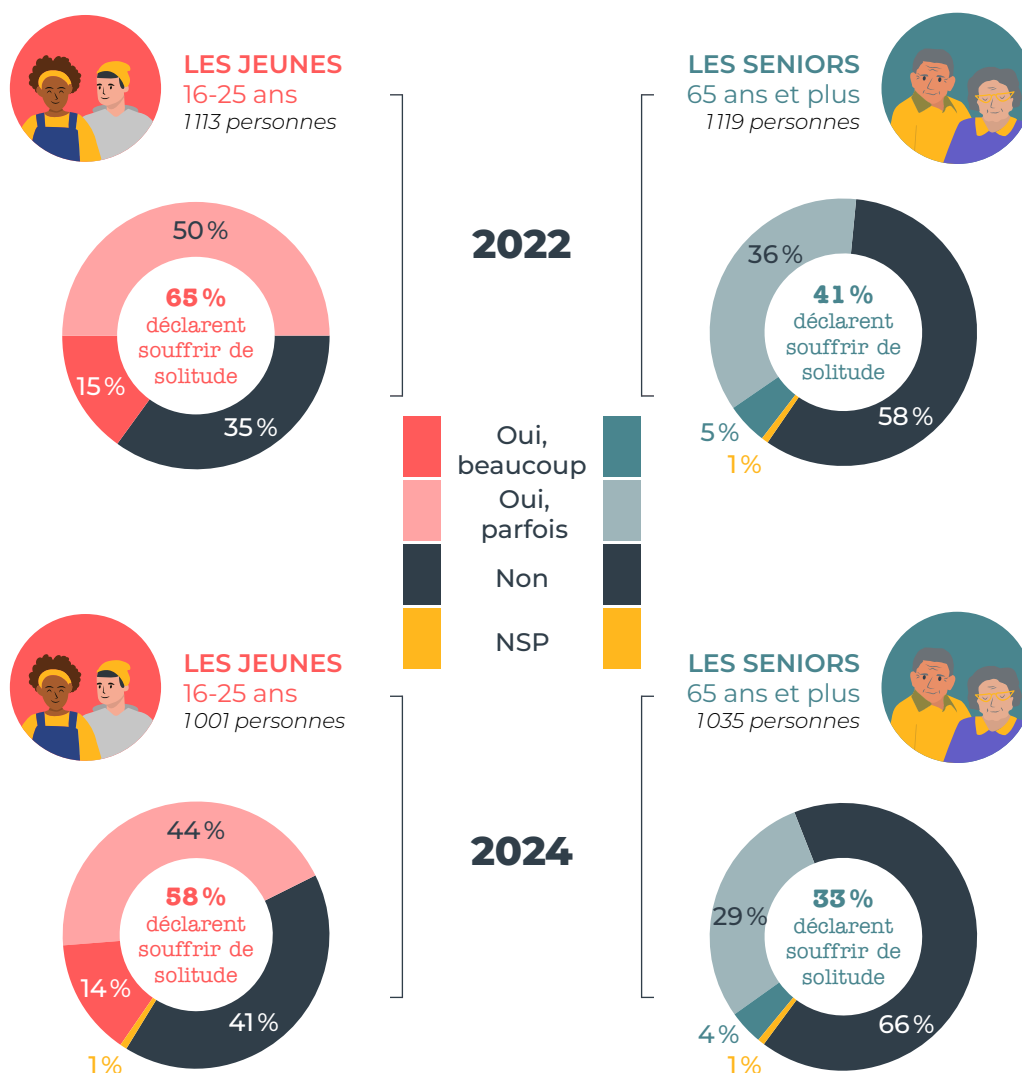 LES JEUNES
16-25 ans
1113 personnes
LES SENIORS
65 ans et plus
1119 personnes
2022
50 %
65 %
déclarent
souffrir de
solitude
15 %
35 %
36 %
41 %
déclarent
souffrir de
solitude
58 %
5 %
1 %
Oui,
beaucoup
Oui,
parfois
Non
NSP
LES JEUNES
16-25 ans
1001 personnes
LES SENIORS
65 ans et plus
1035 personnes
2024
44 %
58 %
déclarent
souffrir de
solitude
14 %
41 %
1 %
29 %
33 %
déclarent
souffrir de
solitude
66 %
4 %
1 %